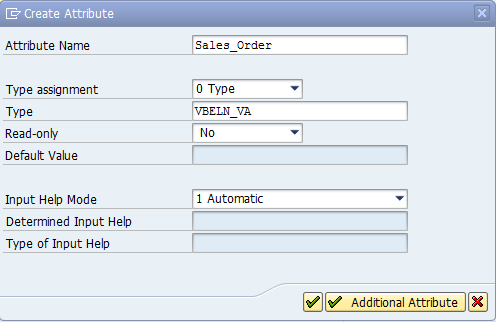 Create Attribute
Attribute Name Sales_Order
Type assignment 0 Type
Type VBELN_VA
Read-only No
Default Value
Input Help Mode 1 Automatic
Determined Input Help
Type of Input Help
Additional Attribute